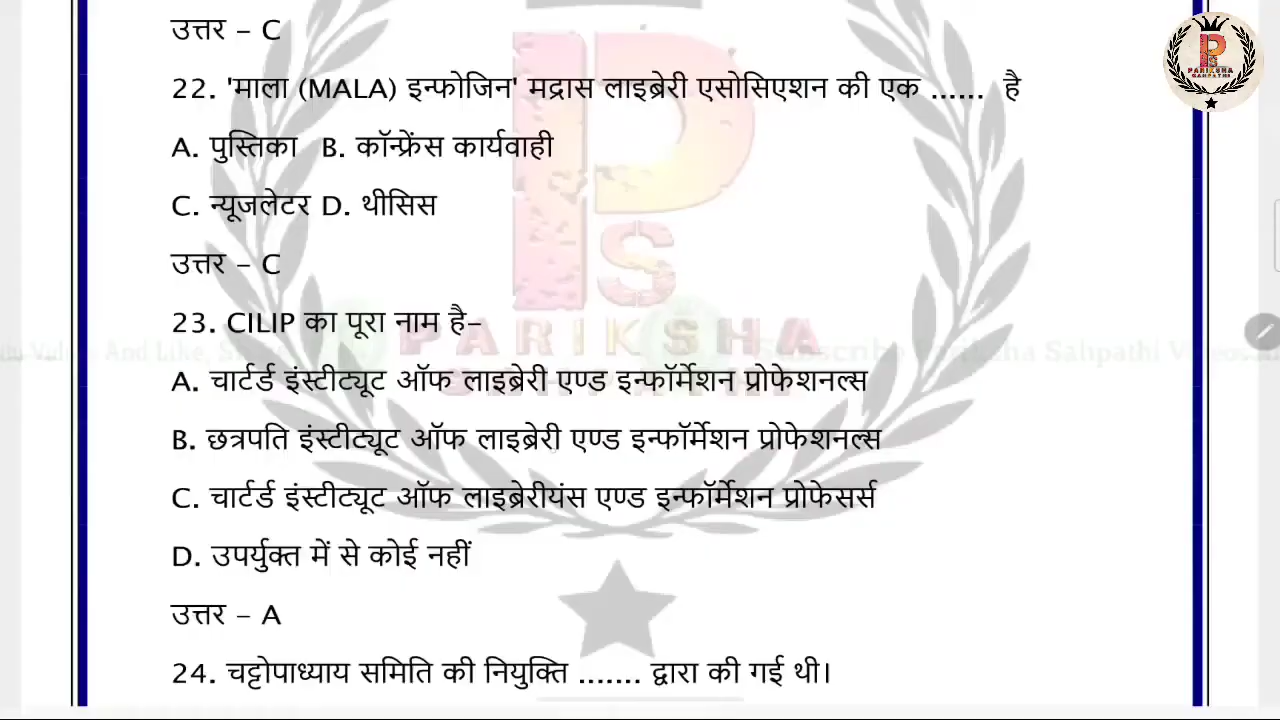 उत्तर – C
22. 'माला (MALA) इन्फोजिन' मद्रास लाइब्रेरी एसोसिएशन की एक ...... है
A. पुस्तिका B. कॉन्फ्रेंस कार्यवाही
C. न्यूजलेटर D. थीसिस
उत्तर – C
23. CILIP का पूरा नाम है–
PARIKSHA
A. चार्टर्ड इंस्टीट्यूट ऑफ लाइब्रेरी एण्ड इन्फॉर्मेशन प्रोफेशनल्स
B. छत्रपति इंस्टीट्यूट ऑफ लाइब्रेरी एण्ड इन्फॉर्मेशन प्रोफेशनल्स
C. चार्टर्ड इंस्टीट्यूट ऑफ लाइब्रेरीयंस एण्ड इन्फॉर्मेशन प्रोफेसर्स
D. उपर्युक्त में से कोई नहीं
उत्तर – A
24. चट्टोपाध्याय समिति की नियुक्ति ....... द्वारा की गई थी।